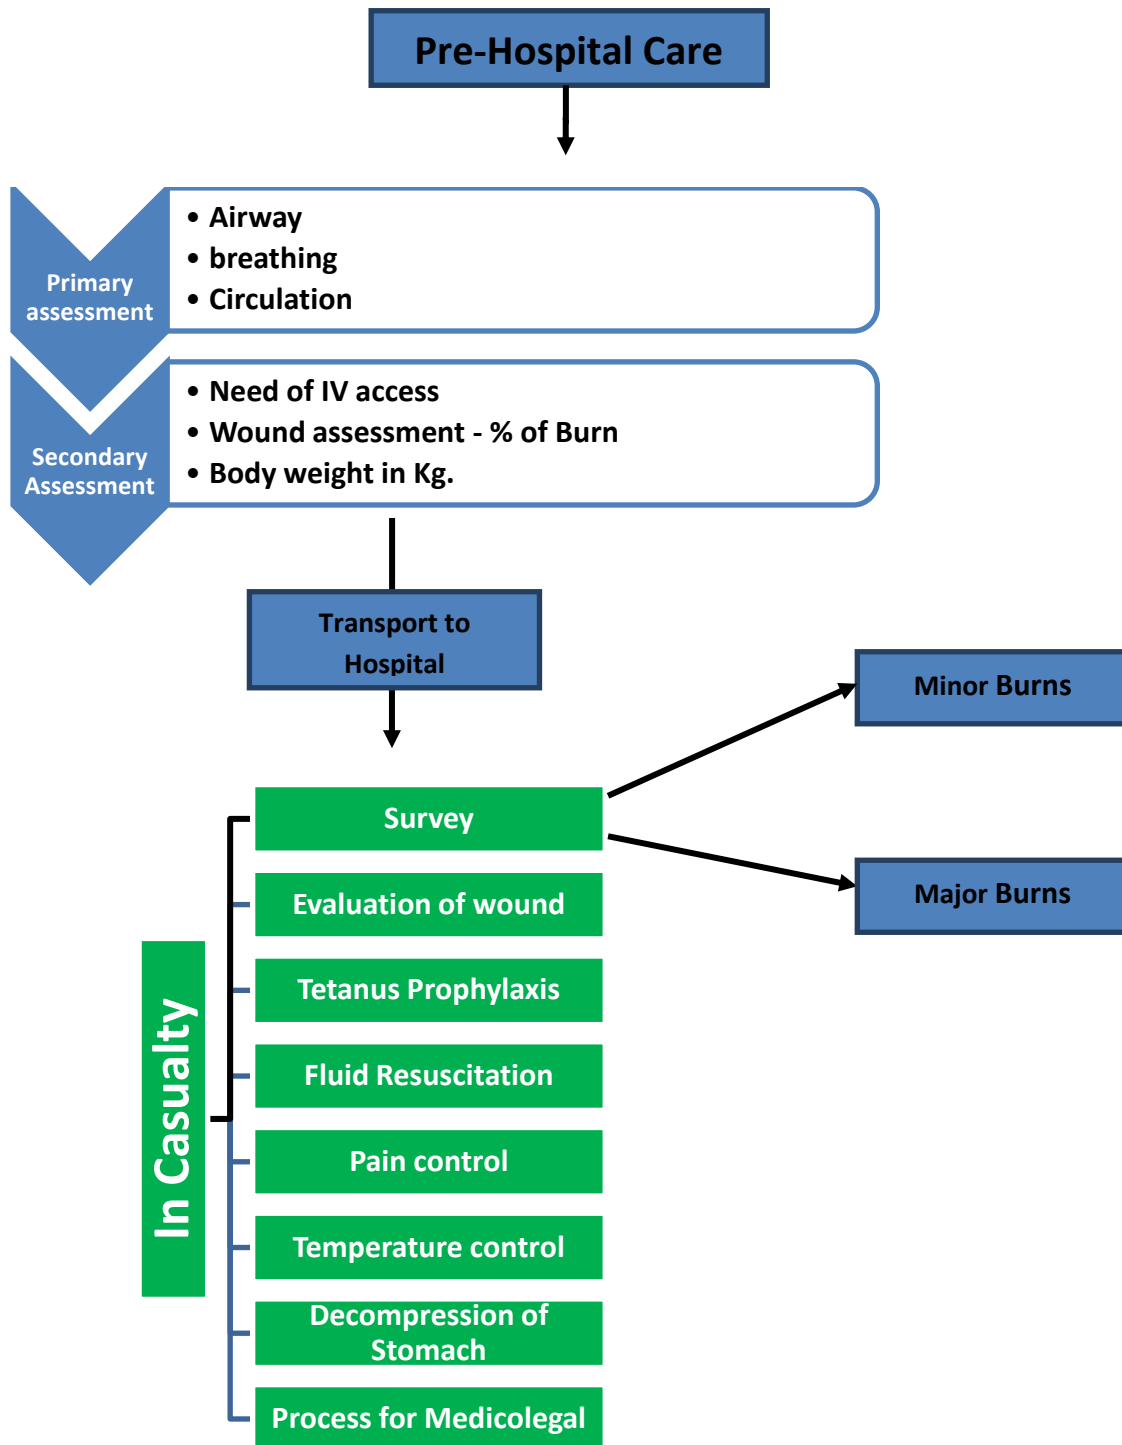 Pre-Hospital Care
• Airway
• breathing
• Circulation
Primary
assessment
• Need of IV access
• Wound assessment - % of Burn
• Body weight in Kg.
Secondary
Assessment
Transport to
Hospital
Minor Burns
Survey
Major Burns
Evaluation of wound
Tetanus Prophylaxis
In Casualty
Fluid Resuscitation
Pain control
Temperature control
Decompression of
Stomach
Process for Medicolegal